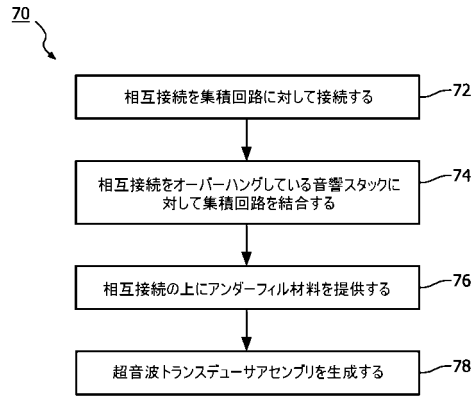 70
相互接続を集積回路に対して接続する
72
相互接続をオーバーハングしている音響スタックに
対して集積回路を結合する
74
相互接続の上にアンダーフィル材料を提供する
76
超音波トランスデューサアセンブリを生成する
78